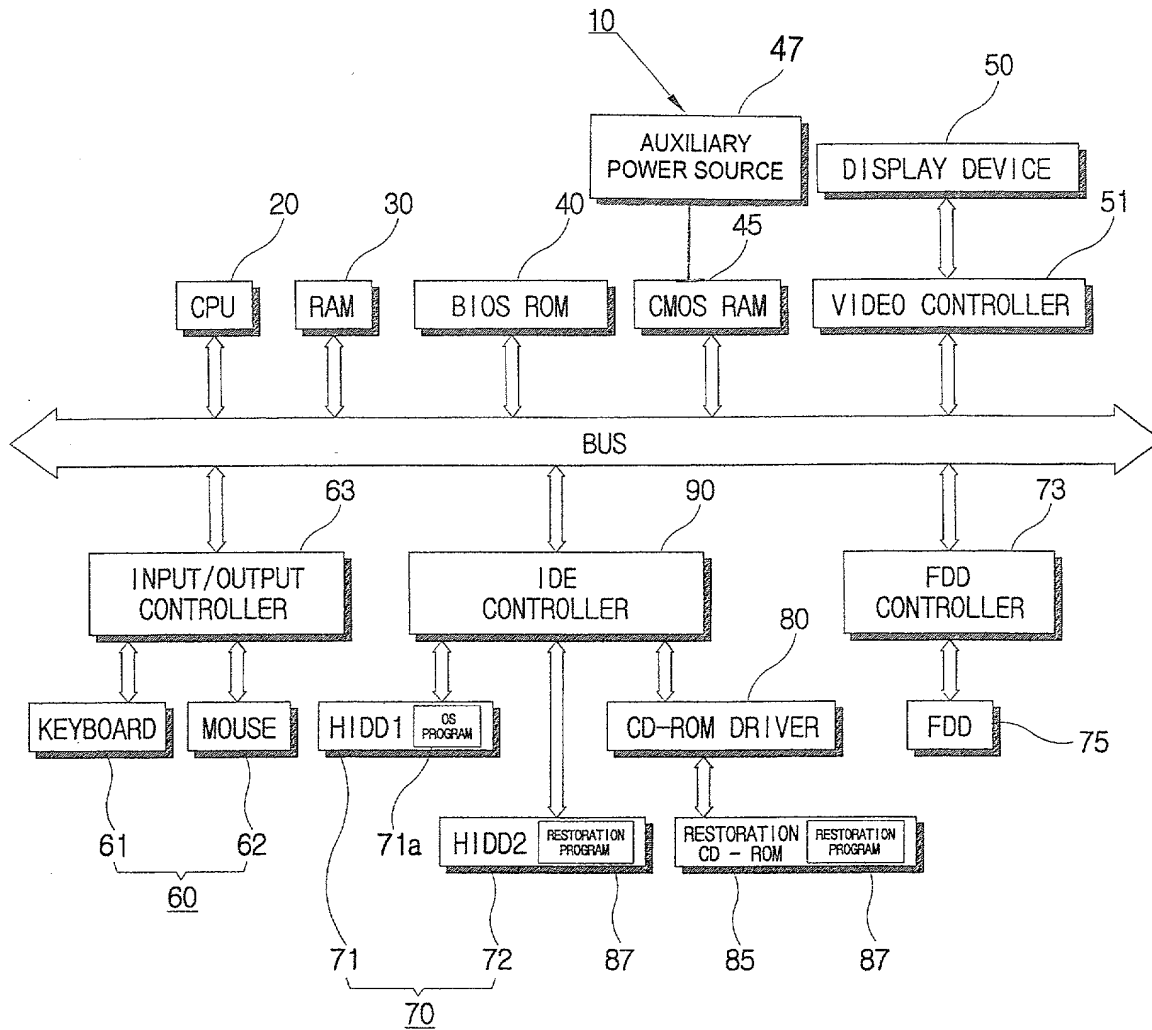 10
47
50
AUXILIARY
POWER SOURCE
DISPLAY DEVICE
20
30
40
45
51
CPU
RAM
BIOS ROM
CMOS RAM
VIDEO CONTROLLER
BUS
63
90
73
INPUT/OUTPUT
CONTROLLER
IDE
CONTROLLER
FDD
CONTROLLER
80
KEYBOARD
MOUSE
HIDD1
OS
PROGRAM
CD-ROM DRIVER
FDD
75
61
62
71a
HIDD2
RESTORATION
PROGRAM
RESTORATION
CD - ROM
RESTORATION
PROGRAM
60
71
72
87
85
87
70